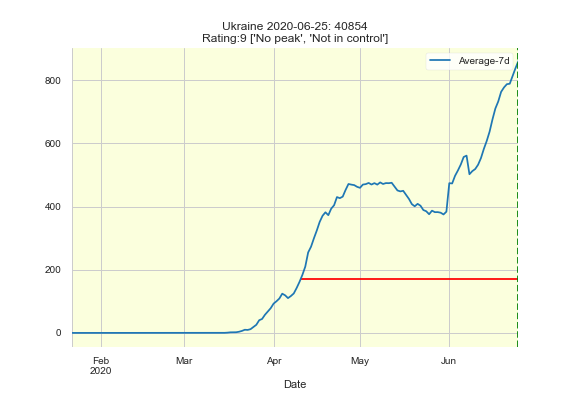 Ukraine 2020-06-25: 40854
Rating:9 ['No peak', 'Not in control']
Average-7d
800
600
400
200
0
Feb
2020
Mar
Apr
May
Jun
Date